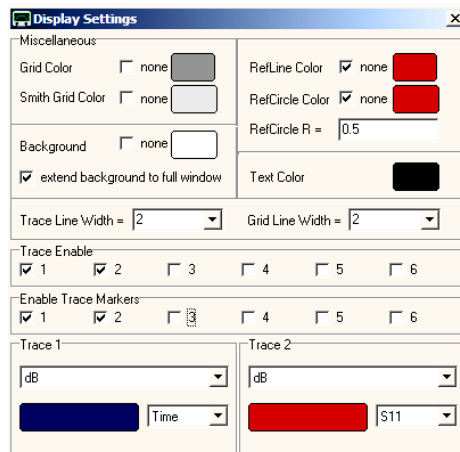 Display Settings
Miscellaneous
Grid Color none RefLine Color none
Smith Grid Color none RefCircle Color none
RefCircle R = 0.5
Background none
extend background to full window Text Color
Trace Line Width = 2 Grid Line Width = 2
Trace Enable
1 2 3 4 5 6
Enable Trace Markers
1 2 3 4 5 6
Trace 1 Trace 2
dB dB
Time S11